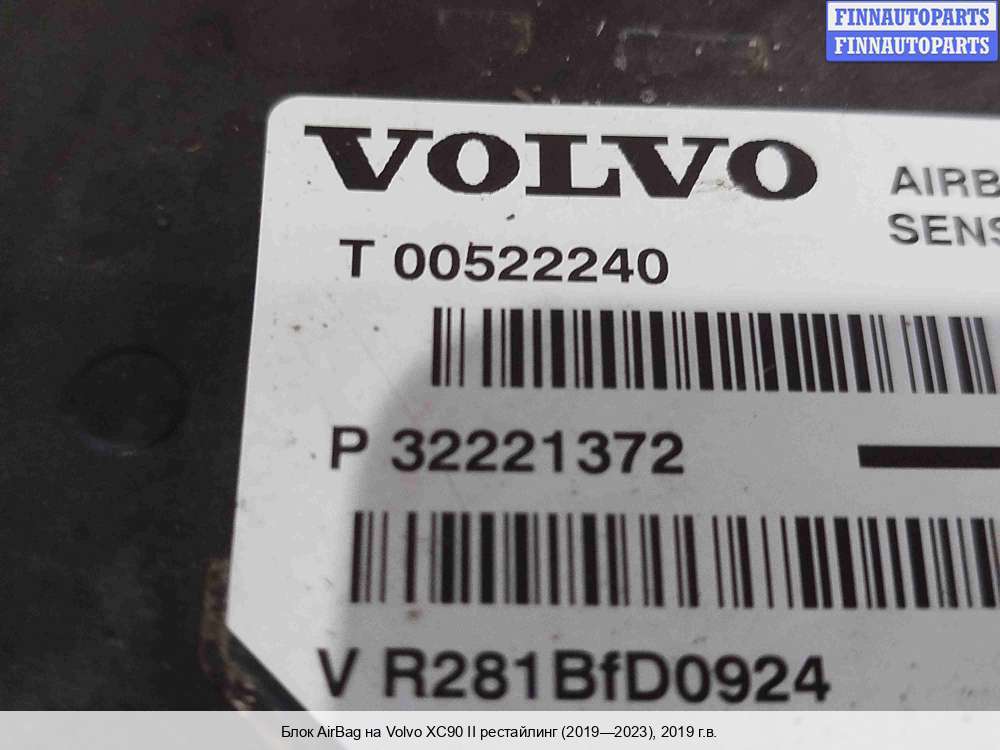 FINNAUTOPARTS
FINNAUTOPARTS
VOLVO
AIRB
SENS
T 00522240
P 32221372
V R281BfD0924
Блок AirBag на Volvo XC90 II рестайлинг (2019—2023), 2019 г.в.